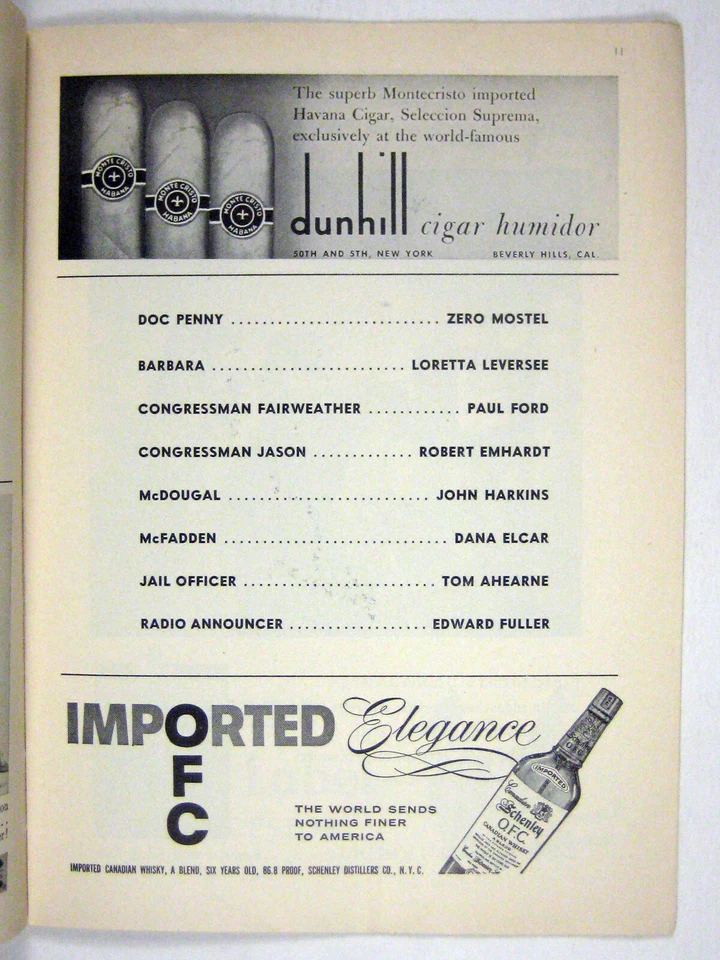 11
The superb Montecristo imported
Havana Cigar, Seleccion Suprema,
exclusively at the world-famous
MONTE CRISTO HABANA
MONTE CRISTO HABANA
MONTE CRISTO HABANA
dunhill cigar humidor
50TH AND 5TH, NEW YORK BEVERLY HILLS, CAL.
DOC PENNY .......................... ZERO MOSTEL
BARBARA ........................ LORETTA LEVERSEE
CONGRESSMAN FAIRWEATHER ............ PAUL FORD
CONGRESSMAN JASON ............. ROBERT EMHARDT
McDOUGAL ......................... JOHN HARKINS
McFADDEN ............................ DANA ELCAR
JAIL OFFICER ........................ TOM AHEARNE
RADIO ANNOUNCER ................. EDWARD FULLER
IMPORTED Elegance
OFC
THE WORLD SENDS
NOTHING FINER
TO AMERICA
IMPORTED
Canadian
Schenley
O.F.C.
CANADIAN WHISKY
IMPORTED CANADIAN WHISKY, A BLEND, SIX YEARS OLD, 86.8 PROOF, SCHENLEY DISTILLERS CO., N.Y.C.